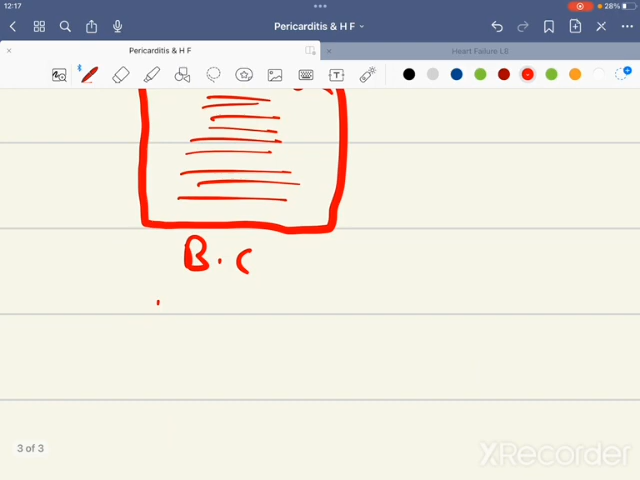 12:17
28%
Pericarditis & H F
Pericarditis & H F
Heart Failure L8
B. C
3 of 3
XRecorder